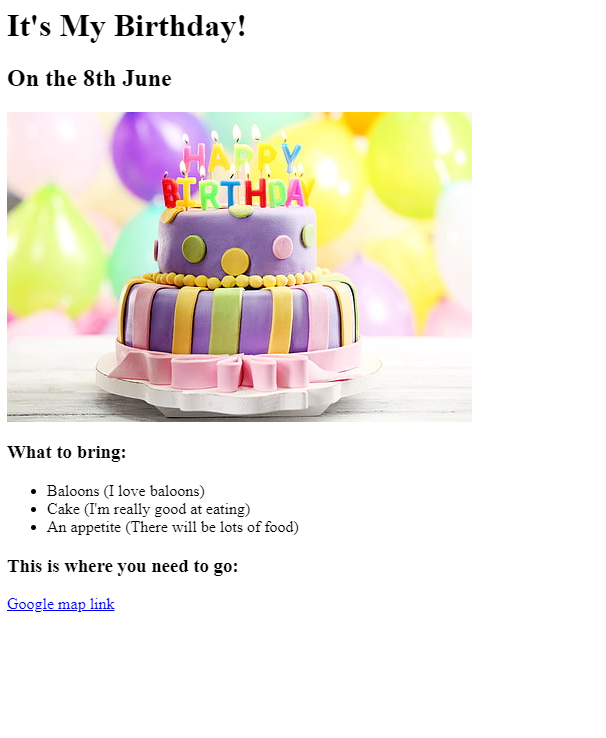 It's My Birthday!
On the 8th June
HAPPY
BIRTHDAY
What to bring:
Baloons (I love baloons)
Cake (I'm really good at eating)
An appetite (There will be lots of food)
This is where you need to go:
Google map link